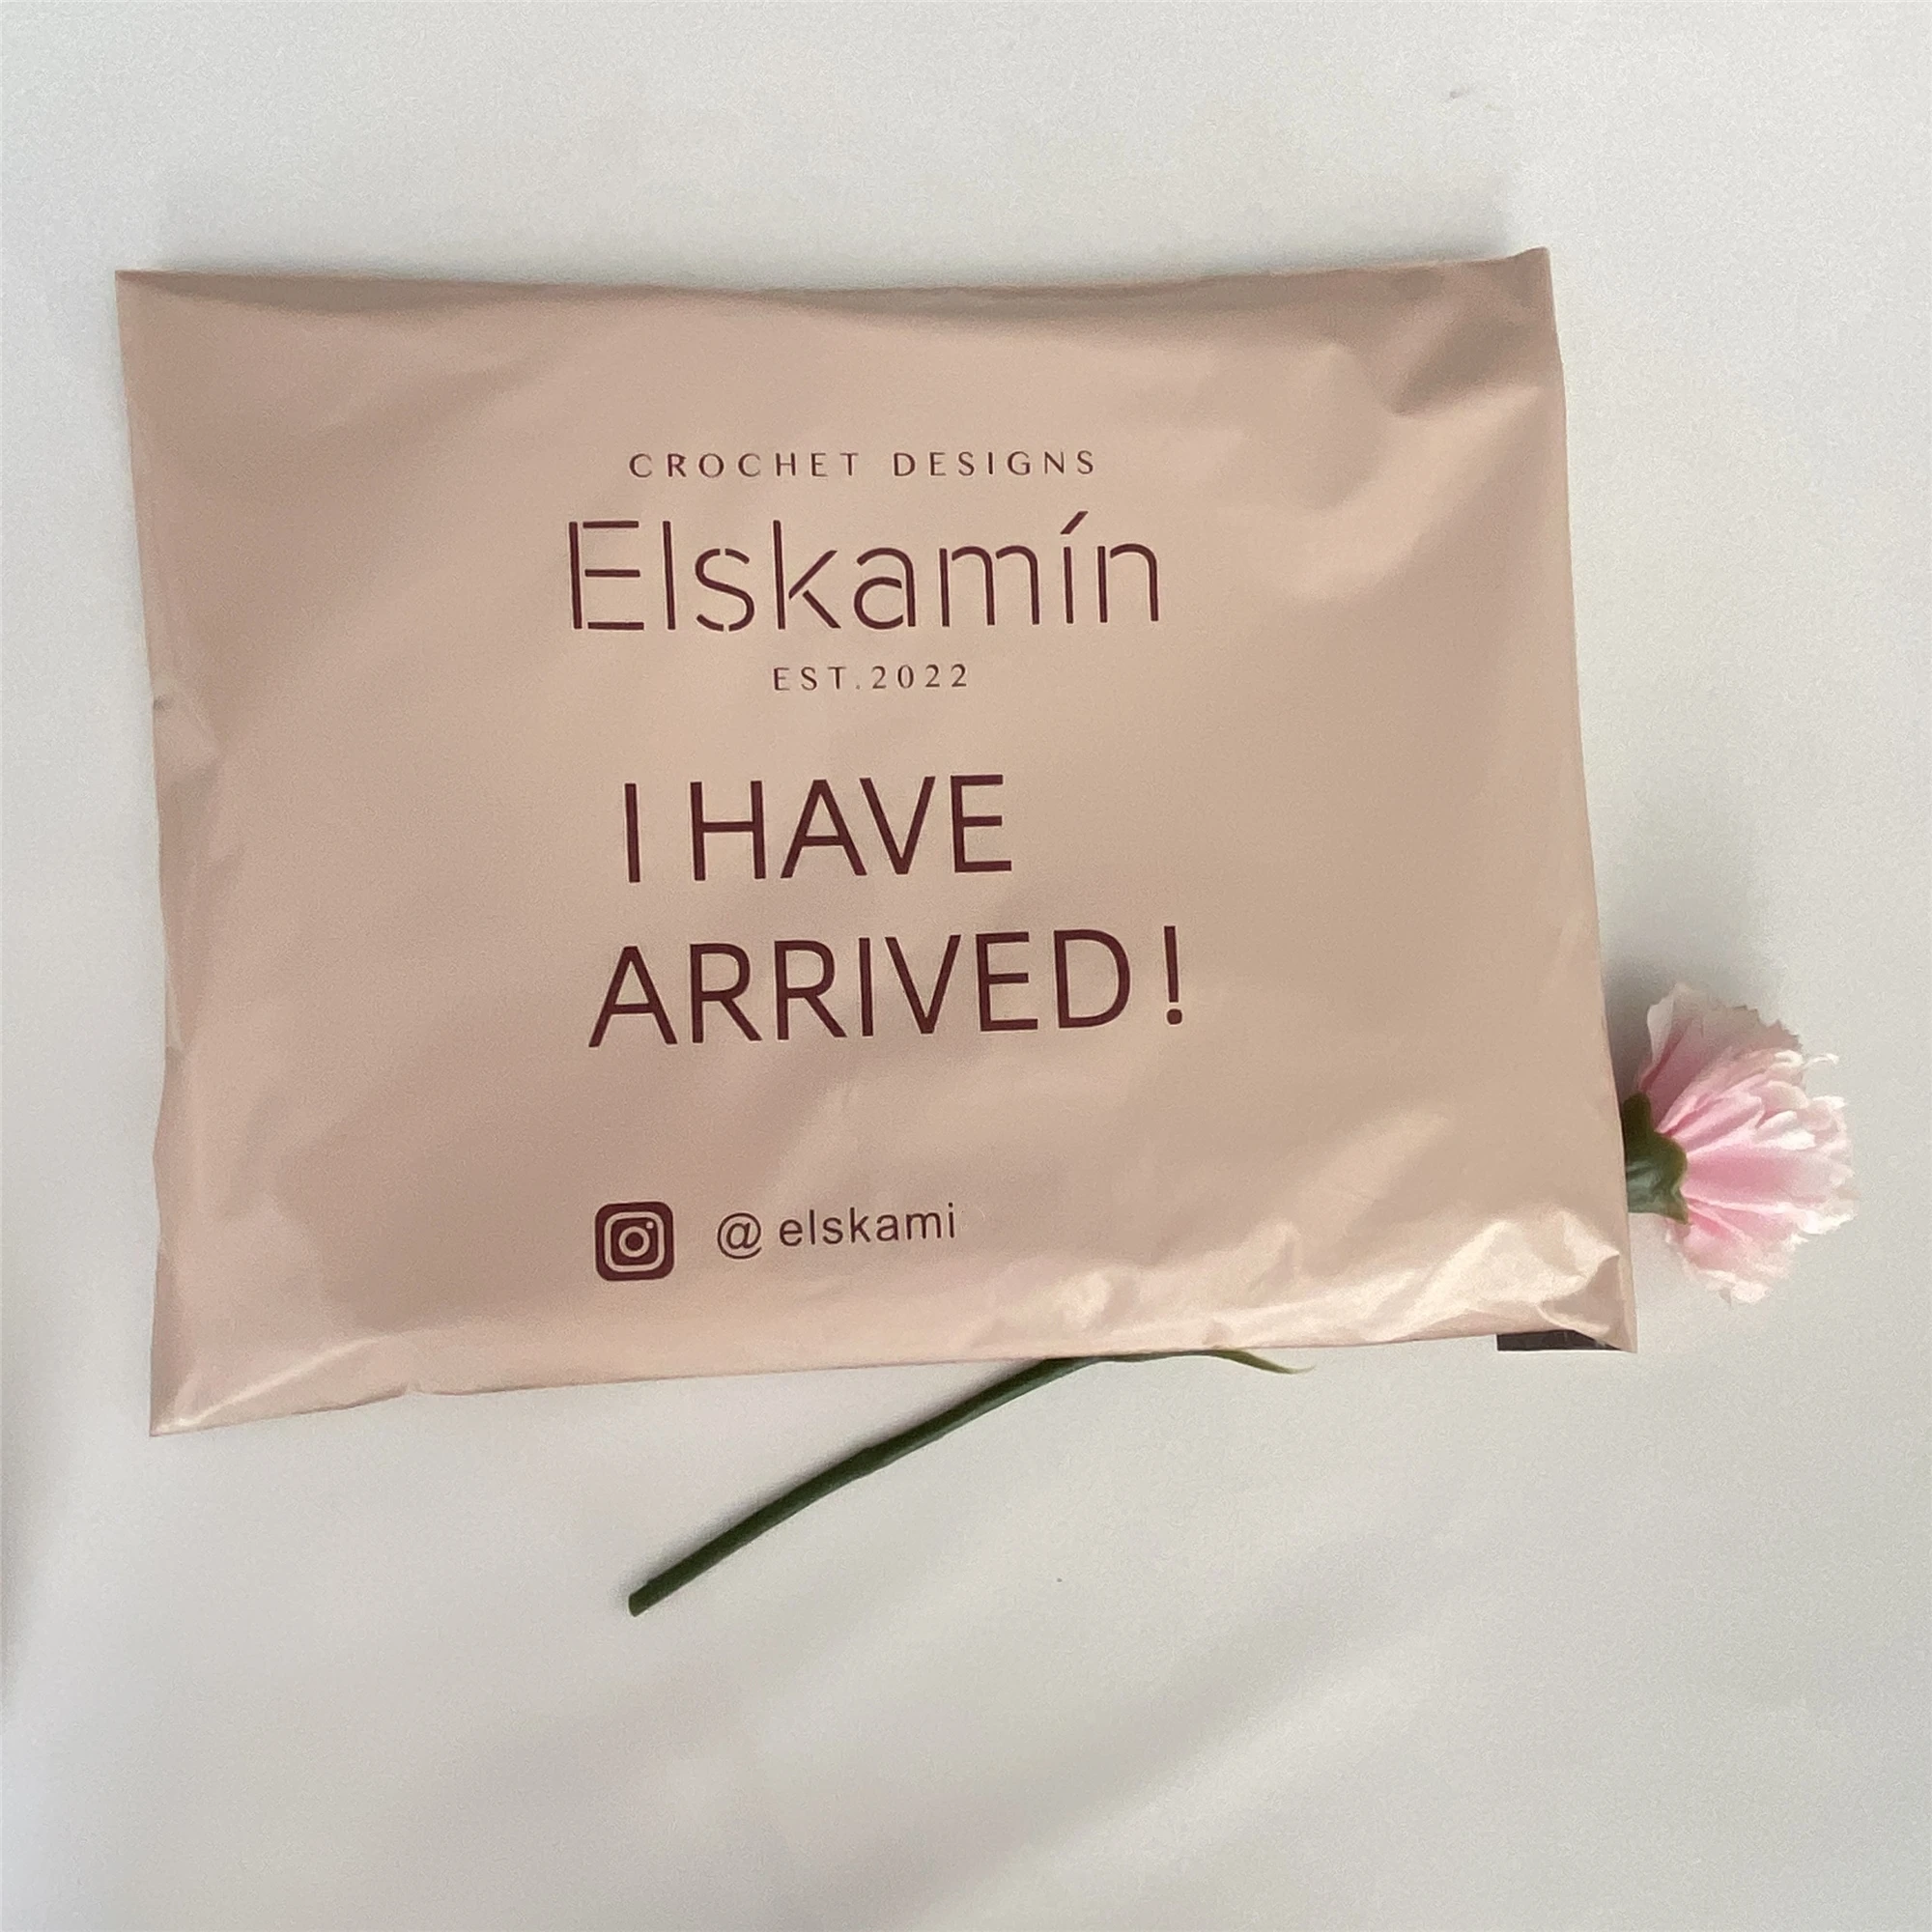 CROCHET DESIGNS
Elskamín
EST.2022
I HAVE
ARRIVED!
@elskami